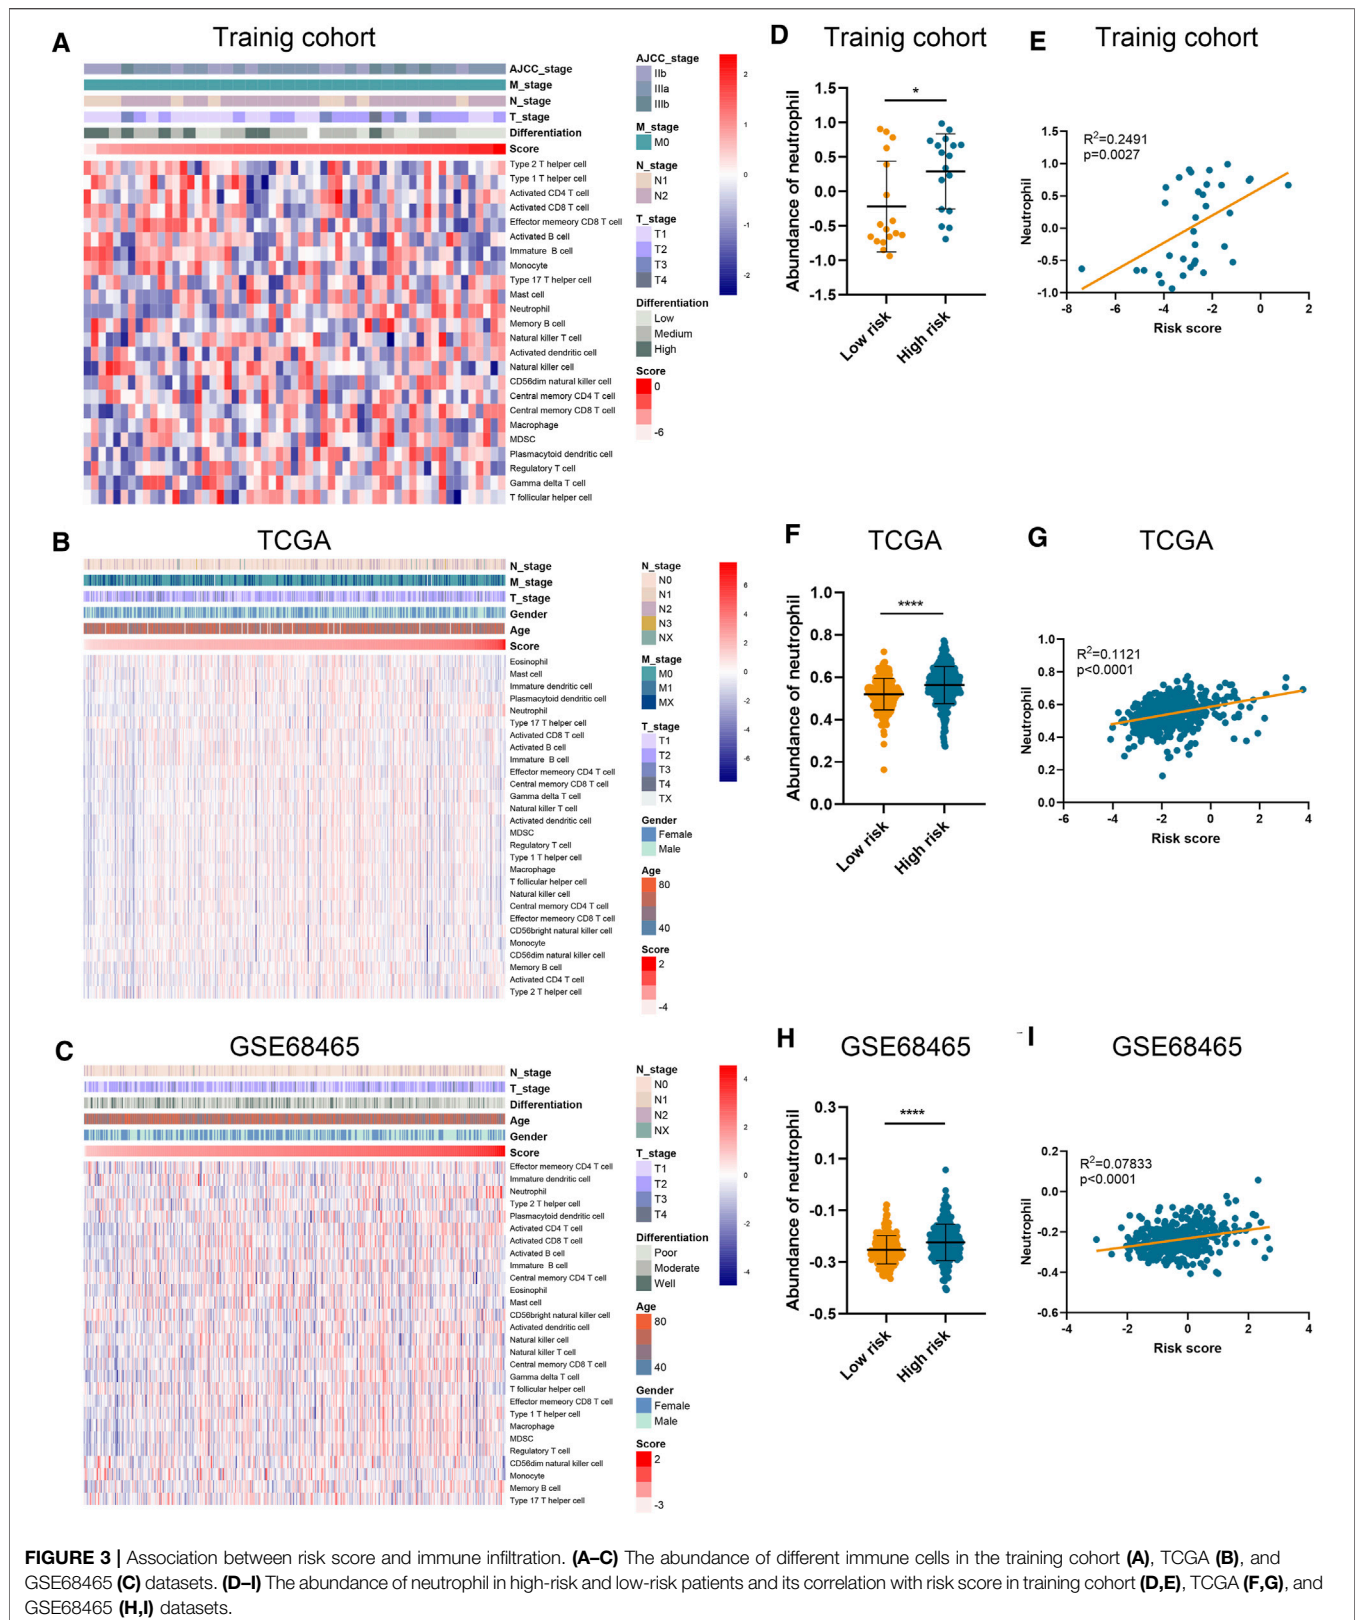 A
Trainig cohort
AJCC_stage
M_stage
N_stage
T_stage
Differentiation
Score
Type 2 T helper cell
Type 1 T helper cell
Activated CD4 T cell
Activated CD8 T cell
Effector memeory CD8 T cell
Activated B cell
Immature B cell
Monocyte
Type 17 T helper cell
Mast cell
Neutrophil
Memory B cell
Natural killer T cell
Activated dendritic cell
Natural killer cell
CD56dim natural killer cell
Central memory CD4 T cell
Central memory CD8 T cell
Macrophage
MDSC
Plasmacytoid dendritic cell
Regulatory T cell
Gamma delta T cell
T follicular helper cell
AJCC_stage
IIb
IIIa
IIIb
M_stage
M0
N_stage
N1
N2
T_stage
T1
T2
T3
T4
Differentiation
Low
Medium
High
Score
0
-6
2
1
0
-1
-2
D
Trainig cohort
Abundance of neutrophil
1.5
1.0
0.5
0.0
-0.5
-1.0
-1.5
*
Low risk
High risk
E
Trainig cohort
R2=0.2491
p=0.0027
Neutrophil
1.5
1.0
0.5
0.0
-0.5
-1.0
-8 -6 -4 -2 0 2
Risk score
B
TCGA
N_stage
M_stage
T_stage
Gender
Age
Score
Eosinophil
Mast cell
Immature dendritic cell
Plasmacytoid dendritic cell
Neutrophil
Type 17 T helper cell
Activated CD8 T cell
Activated B cell
Immature B cell
Effector memeory CD4 T cell
Central memory CD8 T cell
Gamma delta T cell
Natural killer T cell
Activated dendritic cell
MDSC
Regulatory T cell
Type 1 T helper cell
Macrophage
T follicular helper cell
Natural killer cell
Central memory CD4 T cell
Effector memeory CD8 T cell
CD56bright natural killer cell
Monocyte
CD56dim natural killer cell
Memory B cell
Activated CD4 T cell
Type 2 T helper cell
N_stage
N0
N1
N2
N3
NX
M_stage
M0
M1
MX
T_stage
T1
T2
T3
T4
TX
Gender
Female
Male
Age
80
40
Score
2
-4
6
4
2
0
-2
-4
-6
F
TCGA
Abundance of neutrophil
1.0
0.8
0.6
0.4
0.2
0.0
****
Low risk
High risk
G
TCGA
R2=0.1121
p<0.0001
Neutrophil
1.0
0.8
0.6
0.4
0.2
0.0
-6 -4 -2 0 2 4
Risk score
C
GSE68465
N_stage
T_stage
Differentiation
Age
Gender
Score
Effector memeory CD4 T cell
Immature dendritic cell
Neutrophil
Type 2 T helper cell
Plasmacytoid dendritic cell
Activated CD4 T cell
Activated CD8 T cell
Activated B cell
Immature B cell
Central memory CD4 T cell
Eosinophil
Mast cell
CD56bright natural killer cell
Activated dendritic cell
Natural killer cell
Natural killer T cell
Central memory CD8 T cell
Gamma delta T cell
T follicular helper cell
Effector memeory CD8 T cell
Type 1 T helper cell
Macrophage
MDSC
Regulatory T cell
CD56dim natural killer cell
Monocyte
Memory B cell
Type 17 T helper cell
N_stage
N0
N1
N2
NX
T_stage
T1
T2
T3
T4
Differentiation
Poor
Moderate
Well
Age
80
40
Gender
Female
Male
Score
2
-3
4
2
0
-2
-4
H
GSE68465
Abundance of neutrophil
0.3
0.1
-0.1
-0.3
-0.5
****
Low risk
High risk
I
GSE68465
R2=0.07833
p<0.0001
Neutrophil
0.2
0.0
-0.2
-0.4
-0.6
-4 -2 0 2 4
Risk score
FIGURE 3 | Association between risk score and immune infiltration. (A–C) The abundance of different immune cells in the training cohort (A), TCGA (B), and
GSE68465 (C) datasets. (D–I) The abundance of neutrophil in high-risk and low-risk patients and its correlation with risk score in training cohort (D,E), TCGA (F,G), and
GSE68465 (H,I) datasets.